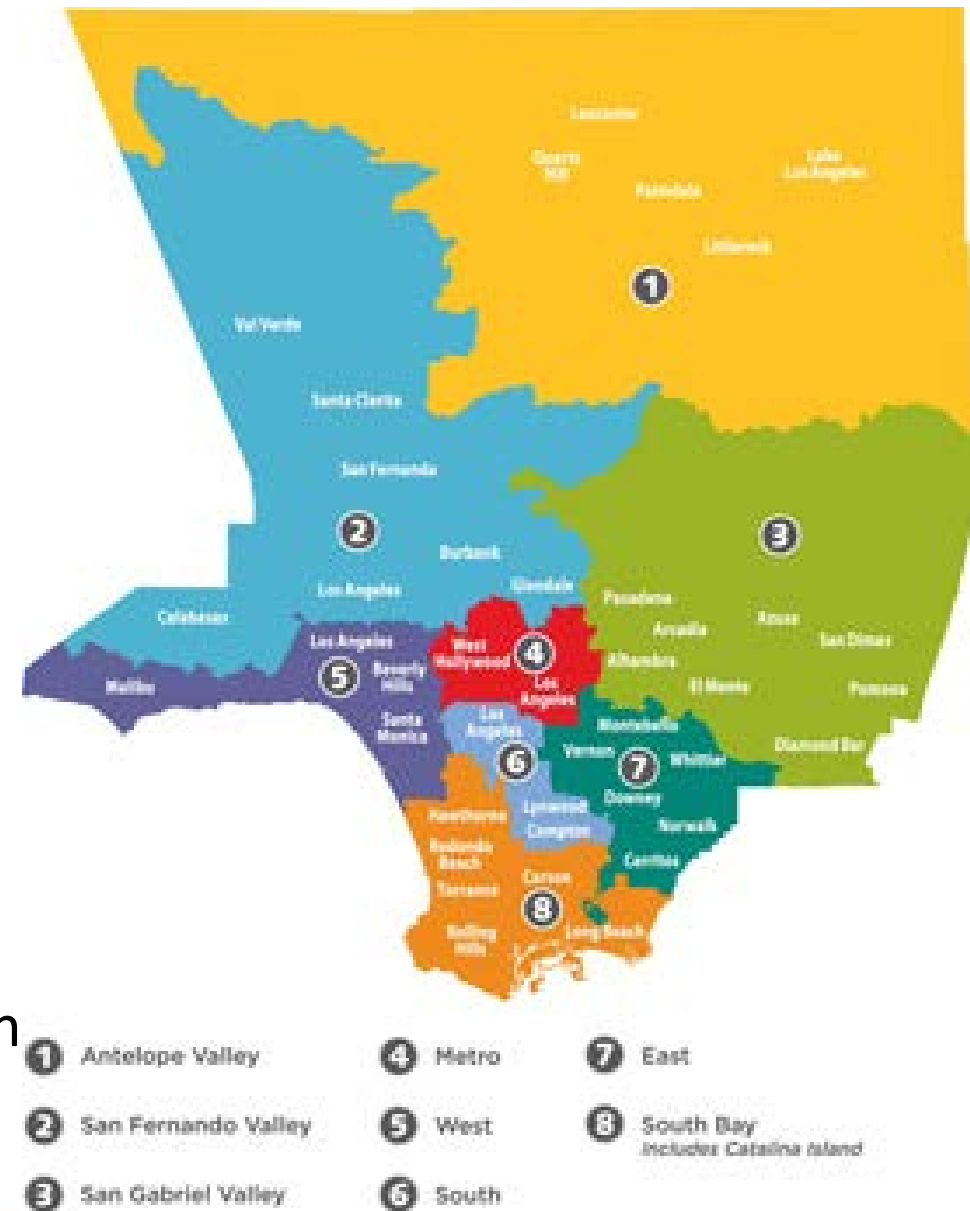 Lancaster
Quartz
Hill
Lake
Los Angeles
Palmdale
Littlerock
1
Val Verde
Santa Clarita
San Fernando
2
Burbank
Los Angeles
Glendale
Calabasas
3
Pasadena
Azusa
Arcadia
San Dimas
Alhambra
El Monte
Pomona
Diamond Bar
West
Hollywood
4
Los
Angeles
Los Angeles
5
Beverly
Hills
Malibu
Santa
Monica
Los
Angeles
6
Lynwood
Compton
Montebello
Vernon
7
Whittier
Downey
Norwalk
Cerritos
Hawthorne
Redondo
Beach
Torrance
Carson
8
Rolling
Hills
Long Beach
n
1 Antelope Valley
2 San Fernando Valley
3 San Gabriel Valley
4 Metro
5 West
6 South
7 East
8 South Bay
Includes Catalina Island